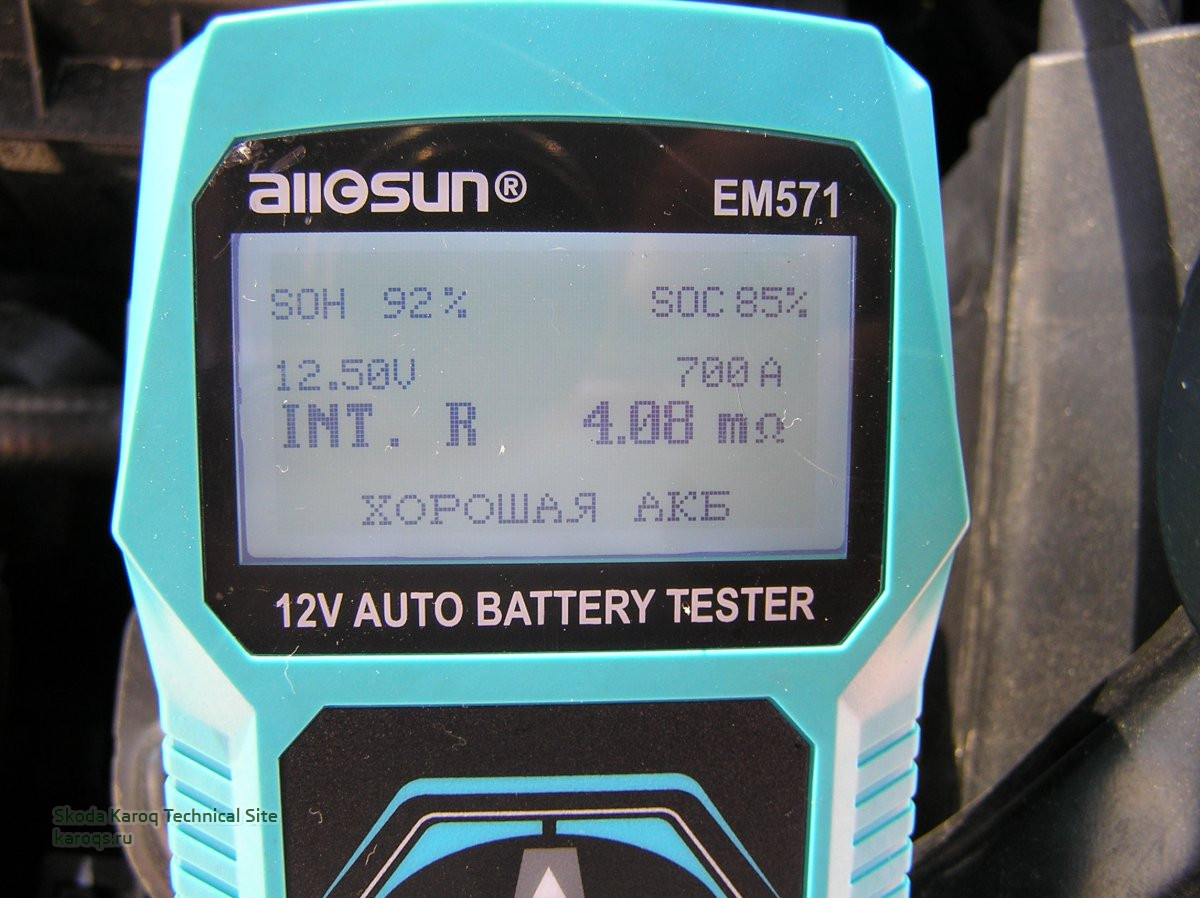 allosun®
EM571
SOH 92% SOC 85%
12.50V 700A
INT. R 4.08 mΩ
ХОРОШАЯ АКБ
12V AUTO BATTERY TESTER
Skoda Karoq Technical Site
karoqs.ru